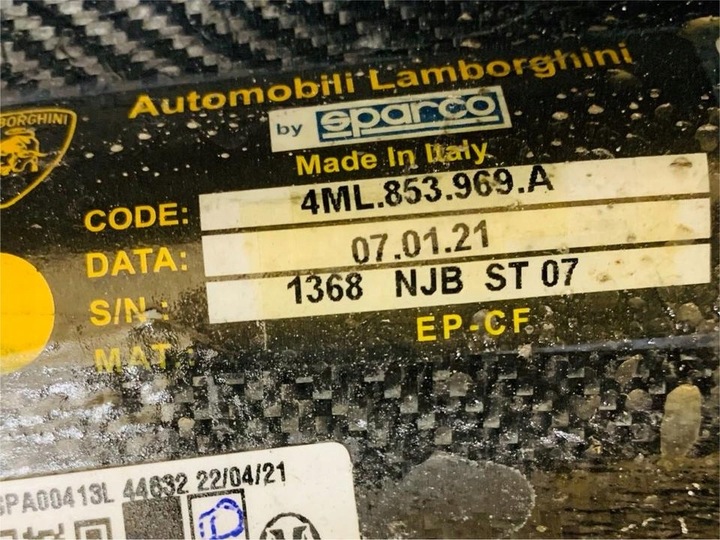 Automobili Lamborghini
by sparco
Made In Italy
CODE: 4ML.853.969.A
DATA: 07.01.21
S/N : 1368 NJB ST 07
MAT.: EP-CF
SPA00413L 44632 22/04/21